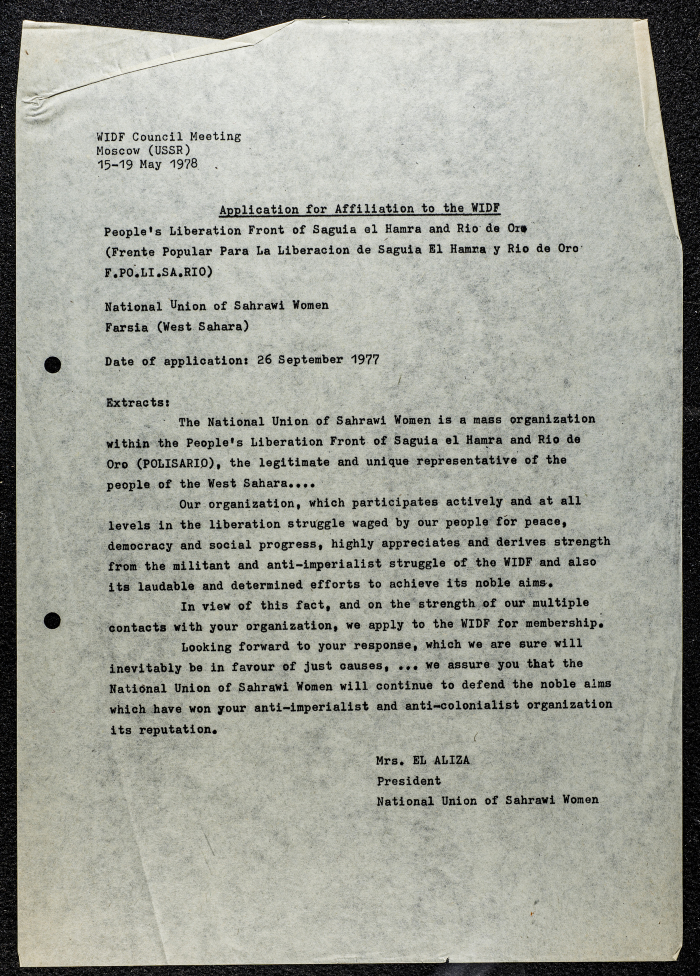 WIDF Council Meeting
Moscow (USSR)
15-19 May 1978
Application for Affiliation to the WIDF
People's Liberation Front of Saguia el Hamra and Rio de Oro
(Frente Popular Para La Liberacion de Saguia El Hamra y Rio de Oro
F.PO.LI.SA.RIO)
National Union of Sahrawi Women
Farsia (West Sahara)
Date of application: 26 September 1977
Extracts:
The National Union of Sahrawi Women is a mass organization
within the People's Liberation Front of Saguia el Hamra and Rio de
Oro (POLISARIO), the legitimate and unique representative of the
people of the West Sahara....
Our organization, which participates actively and at all
levels in the liberation struggle waged by our people for peace,
democracy and social progress, highly appreciates and derives strength
from the militant and anti-imperialist struggle of the WIDF and also
its laudable and determined efforts to achieve its noble aims.
In view of this fact, and on the strength of our multiple
contacts with your organization, we apply to the WIDF for membership.
Looking forward to your response, which we are sure will
inevitably be in favour of just causes, ... we assure you that the
National Union of Sahrawi Women will continue to defend the noble aims
which have won your anti-imperialist and anti-colonialist organization
its reputation.
Mrs. EL ALIZA
President
National Union of Sahrawi Women